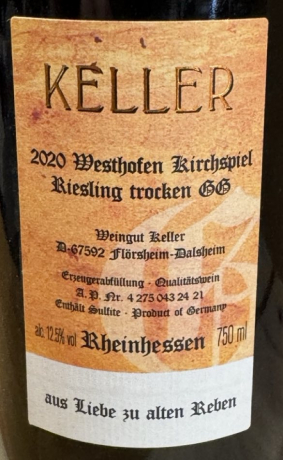 KELLER
2020 Westhofen Kirchspiel
Riesling trocken GG
Weingut Keller
D-67592 Flörsheim-Dalsheim
Erzeugerabfüllung · Qualitätswein
A. P. Nr. 4 275 043 24 21
Enthält Sulfite · Product of Germany
alc. 12.5% vol Rheinhessen 750 ml
aus Liebe zu alten Reben